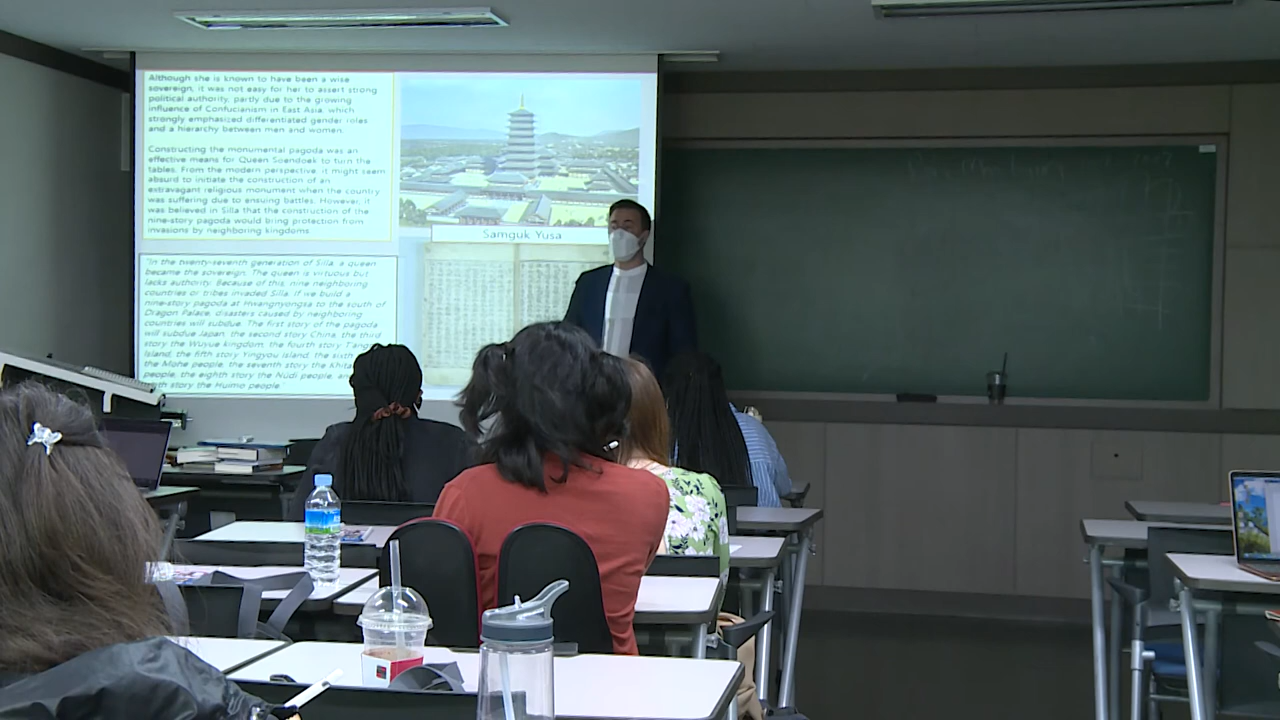 Although she is known to have been a wise
sovereign, it was not easy for her to assert strong
political authority, partly due to the growing
influence of Confucianism in East Asia, which
strongly emphasized differentiated gender roles
and a hierarchy between men and women.
Constructing the monumental pagoda was an
effective means for Queen Seondeok to turn the
tables. From the modern perspective, it might seem
absurd to initiate the construction of an
extravagant religious monument when the country
was suffering due to ensuing battles. However, it
was believed in Silla that the construction of the
nine-story pagoda would bring protection from
invasions by neighboring kingdoms
Samguk Yusa
"In the twenty-seventh generation of Silla, a queen
became the sovereign. The queen is virtuous but
lacks authority. Because of this, nine neighboring
countries or tribes invaded Silla. If we build a
nine-story pagoda at Hwangnyongsa to the south of
Dragon Palace, disasters caused by neighboring
countries will subdue. The first story of the pagoda
will subdue Japan, the second story China, the third
story the Wuyue kingdom, the fourth story
island, the fifth story Yingyou island, the sixth
the Mohe people, the seventh story the
people, the eighth story the Nüdi people,
story the Huimo people."